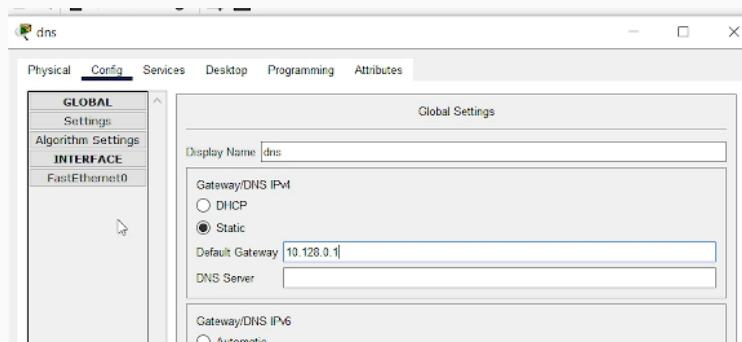 dns
Physical Config Services Desktop Programming Attributes
GLOBAL
Settings
Algorithm Settings
INTERFACE
FastEthernet0
Global Settings
Display Name dns
Gateway/DNS IPv4
DHCP
Static
Default Gateway 10.128.0.1
DNS Server
Gateway/DNS IPv6
Automatic